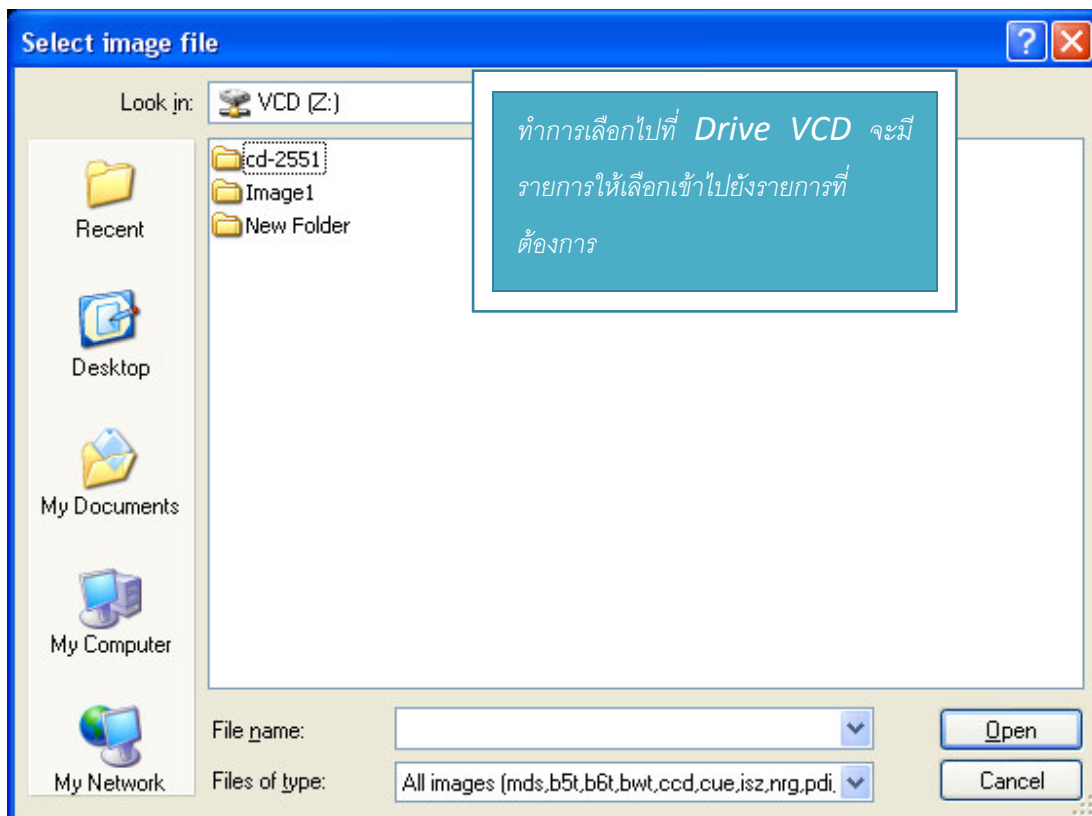 Select image file
Look in:
VCD (Z:)
ทำการเลือกไปที่ Drive VCD จะมี
รายการให้เลือกเข้าไปยังรายการที่
ต้องการ
cd-2551
Image1
New Folder
Recent
Desktop
My Documents
My Computer
My Network
File name:
Open
Files of type:
All images (mds,b5t,b6t,bwt,ccd,cue,isz,nrg,pdi,
Cancel